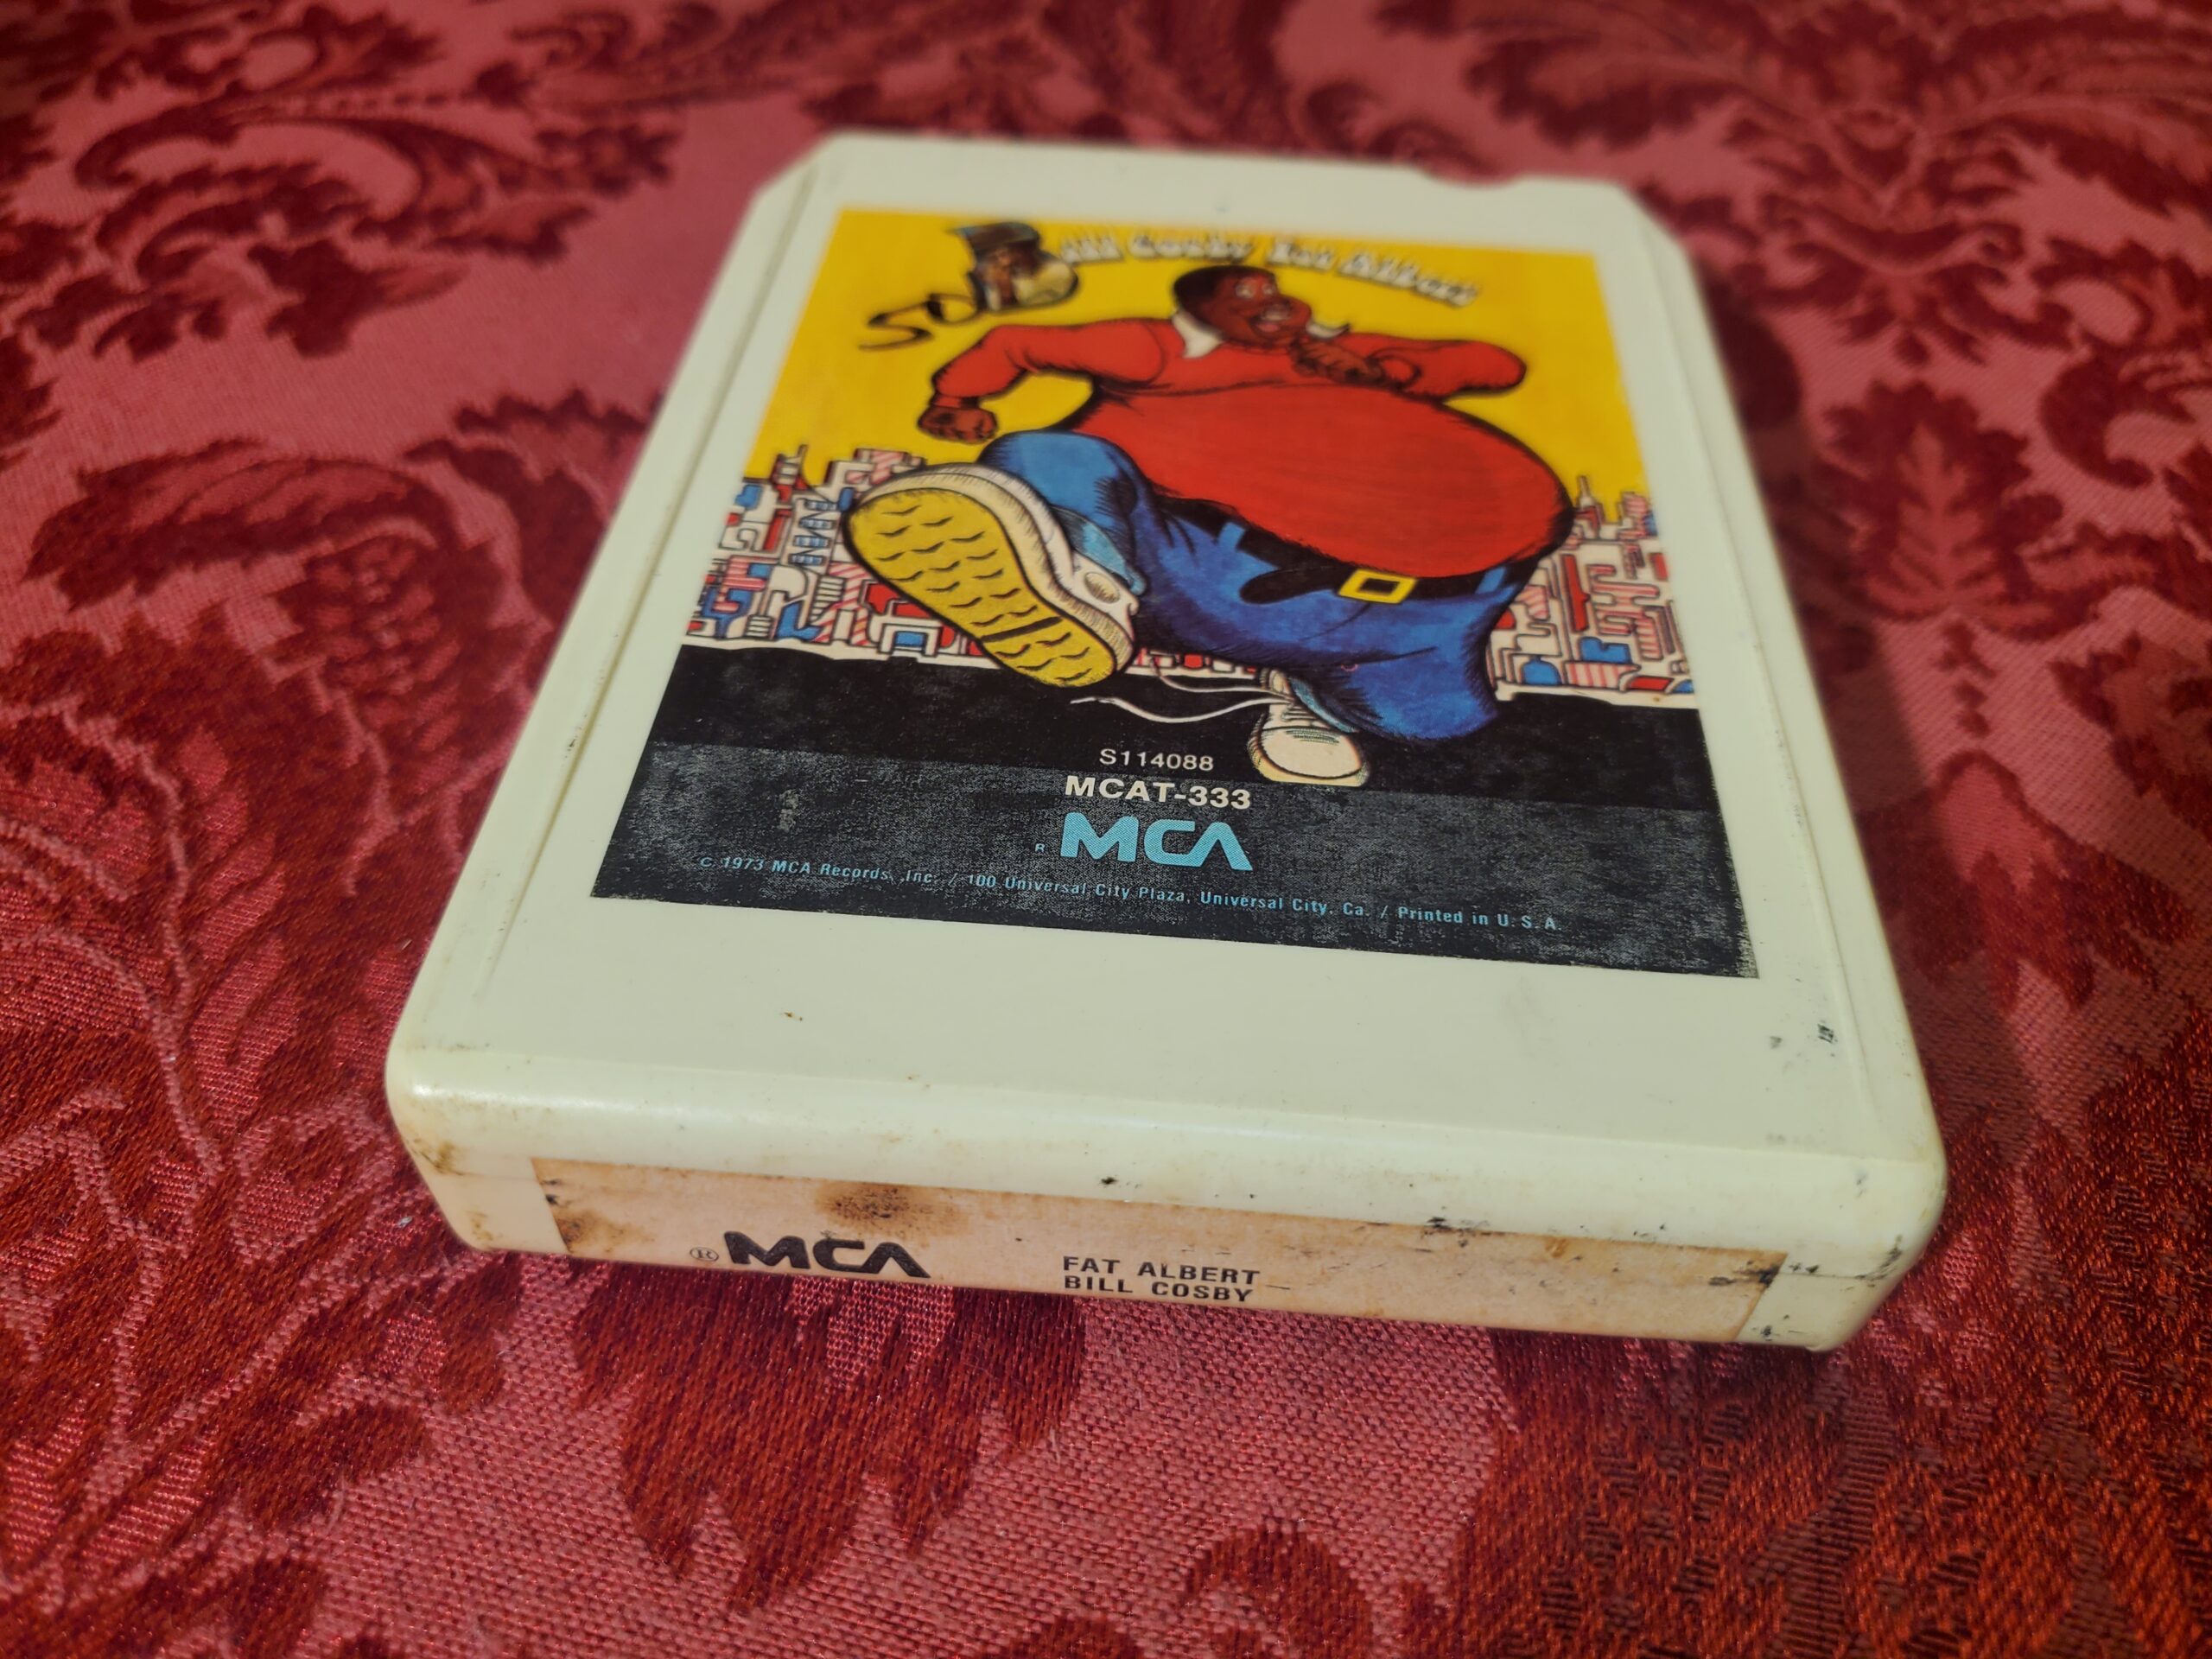 50
Bill Cosby Fat Albert
S114088
MCAT-333
R MCA
© 1973 MCA Records, Inc. / 100 Universal City Plaza, Universal City, Ca. / Printed in U. S. A.
® MCA
FAT ALBERT
BILL COSBY